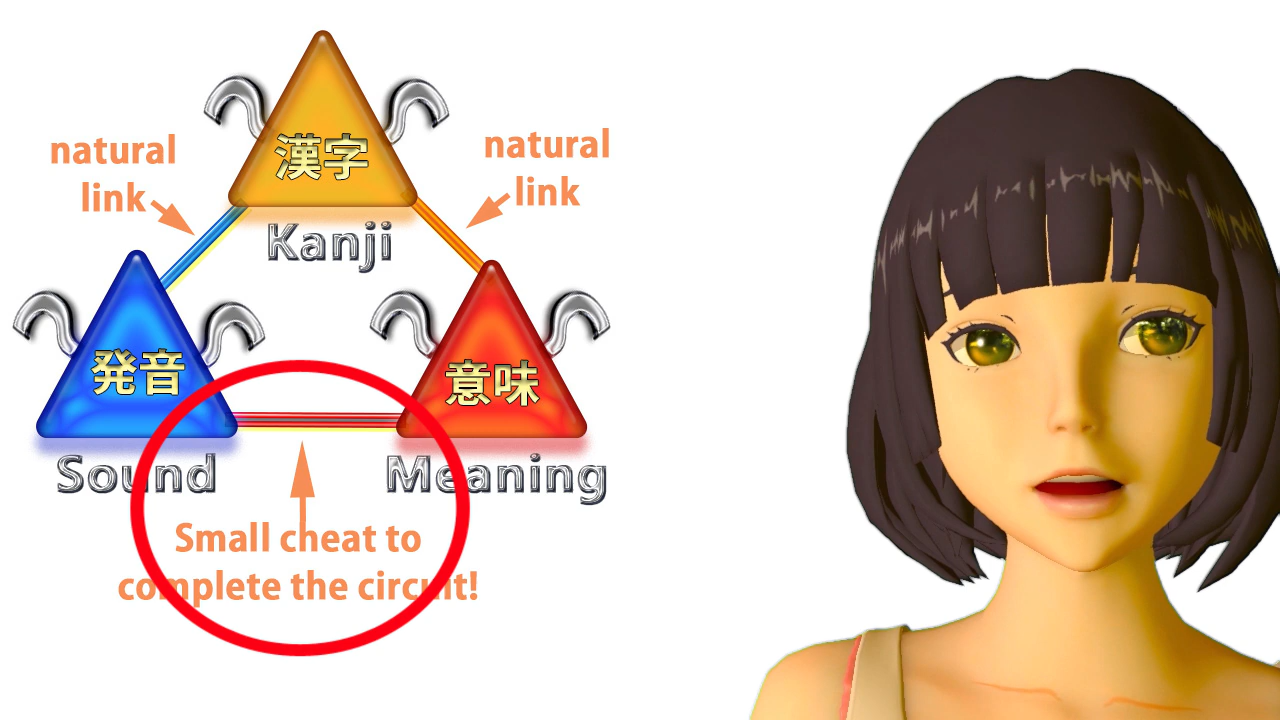 natural
link
漢字
natural
link
Kanji
発音
意味
Sound
Meaning
Small cheat to
complete the circuit!